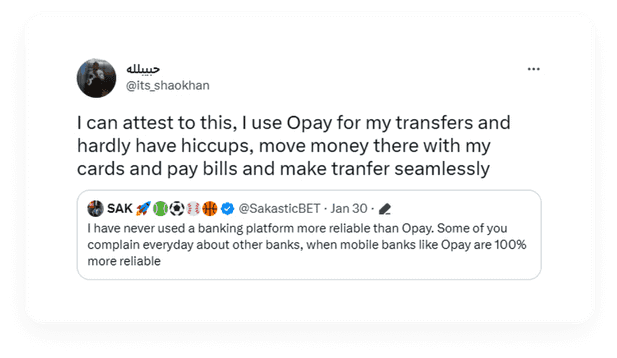 حبيبلله
@its_shaokhan
I can attest to this, I use Opay for my transfers and
hardly have hiccups, move money there with my
cards and pay bills and make tranfer seamlessly
SAK 🚀🎾⚽⚾🏀 @SakasticBET · Jan 30 ·
I have never used a banking platform more reliable than Opay. Some of you
complain everyday about other banks, when mobile banks like Opay are 100%
more reliable